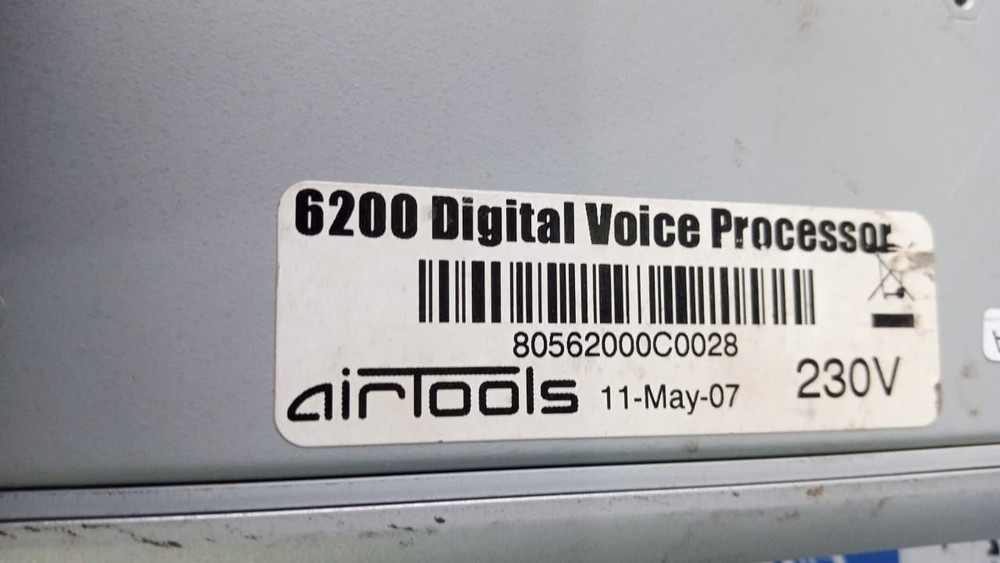 6200 Digital Voice Processor
80562000C0028
airTools 11-May-07 230V